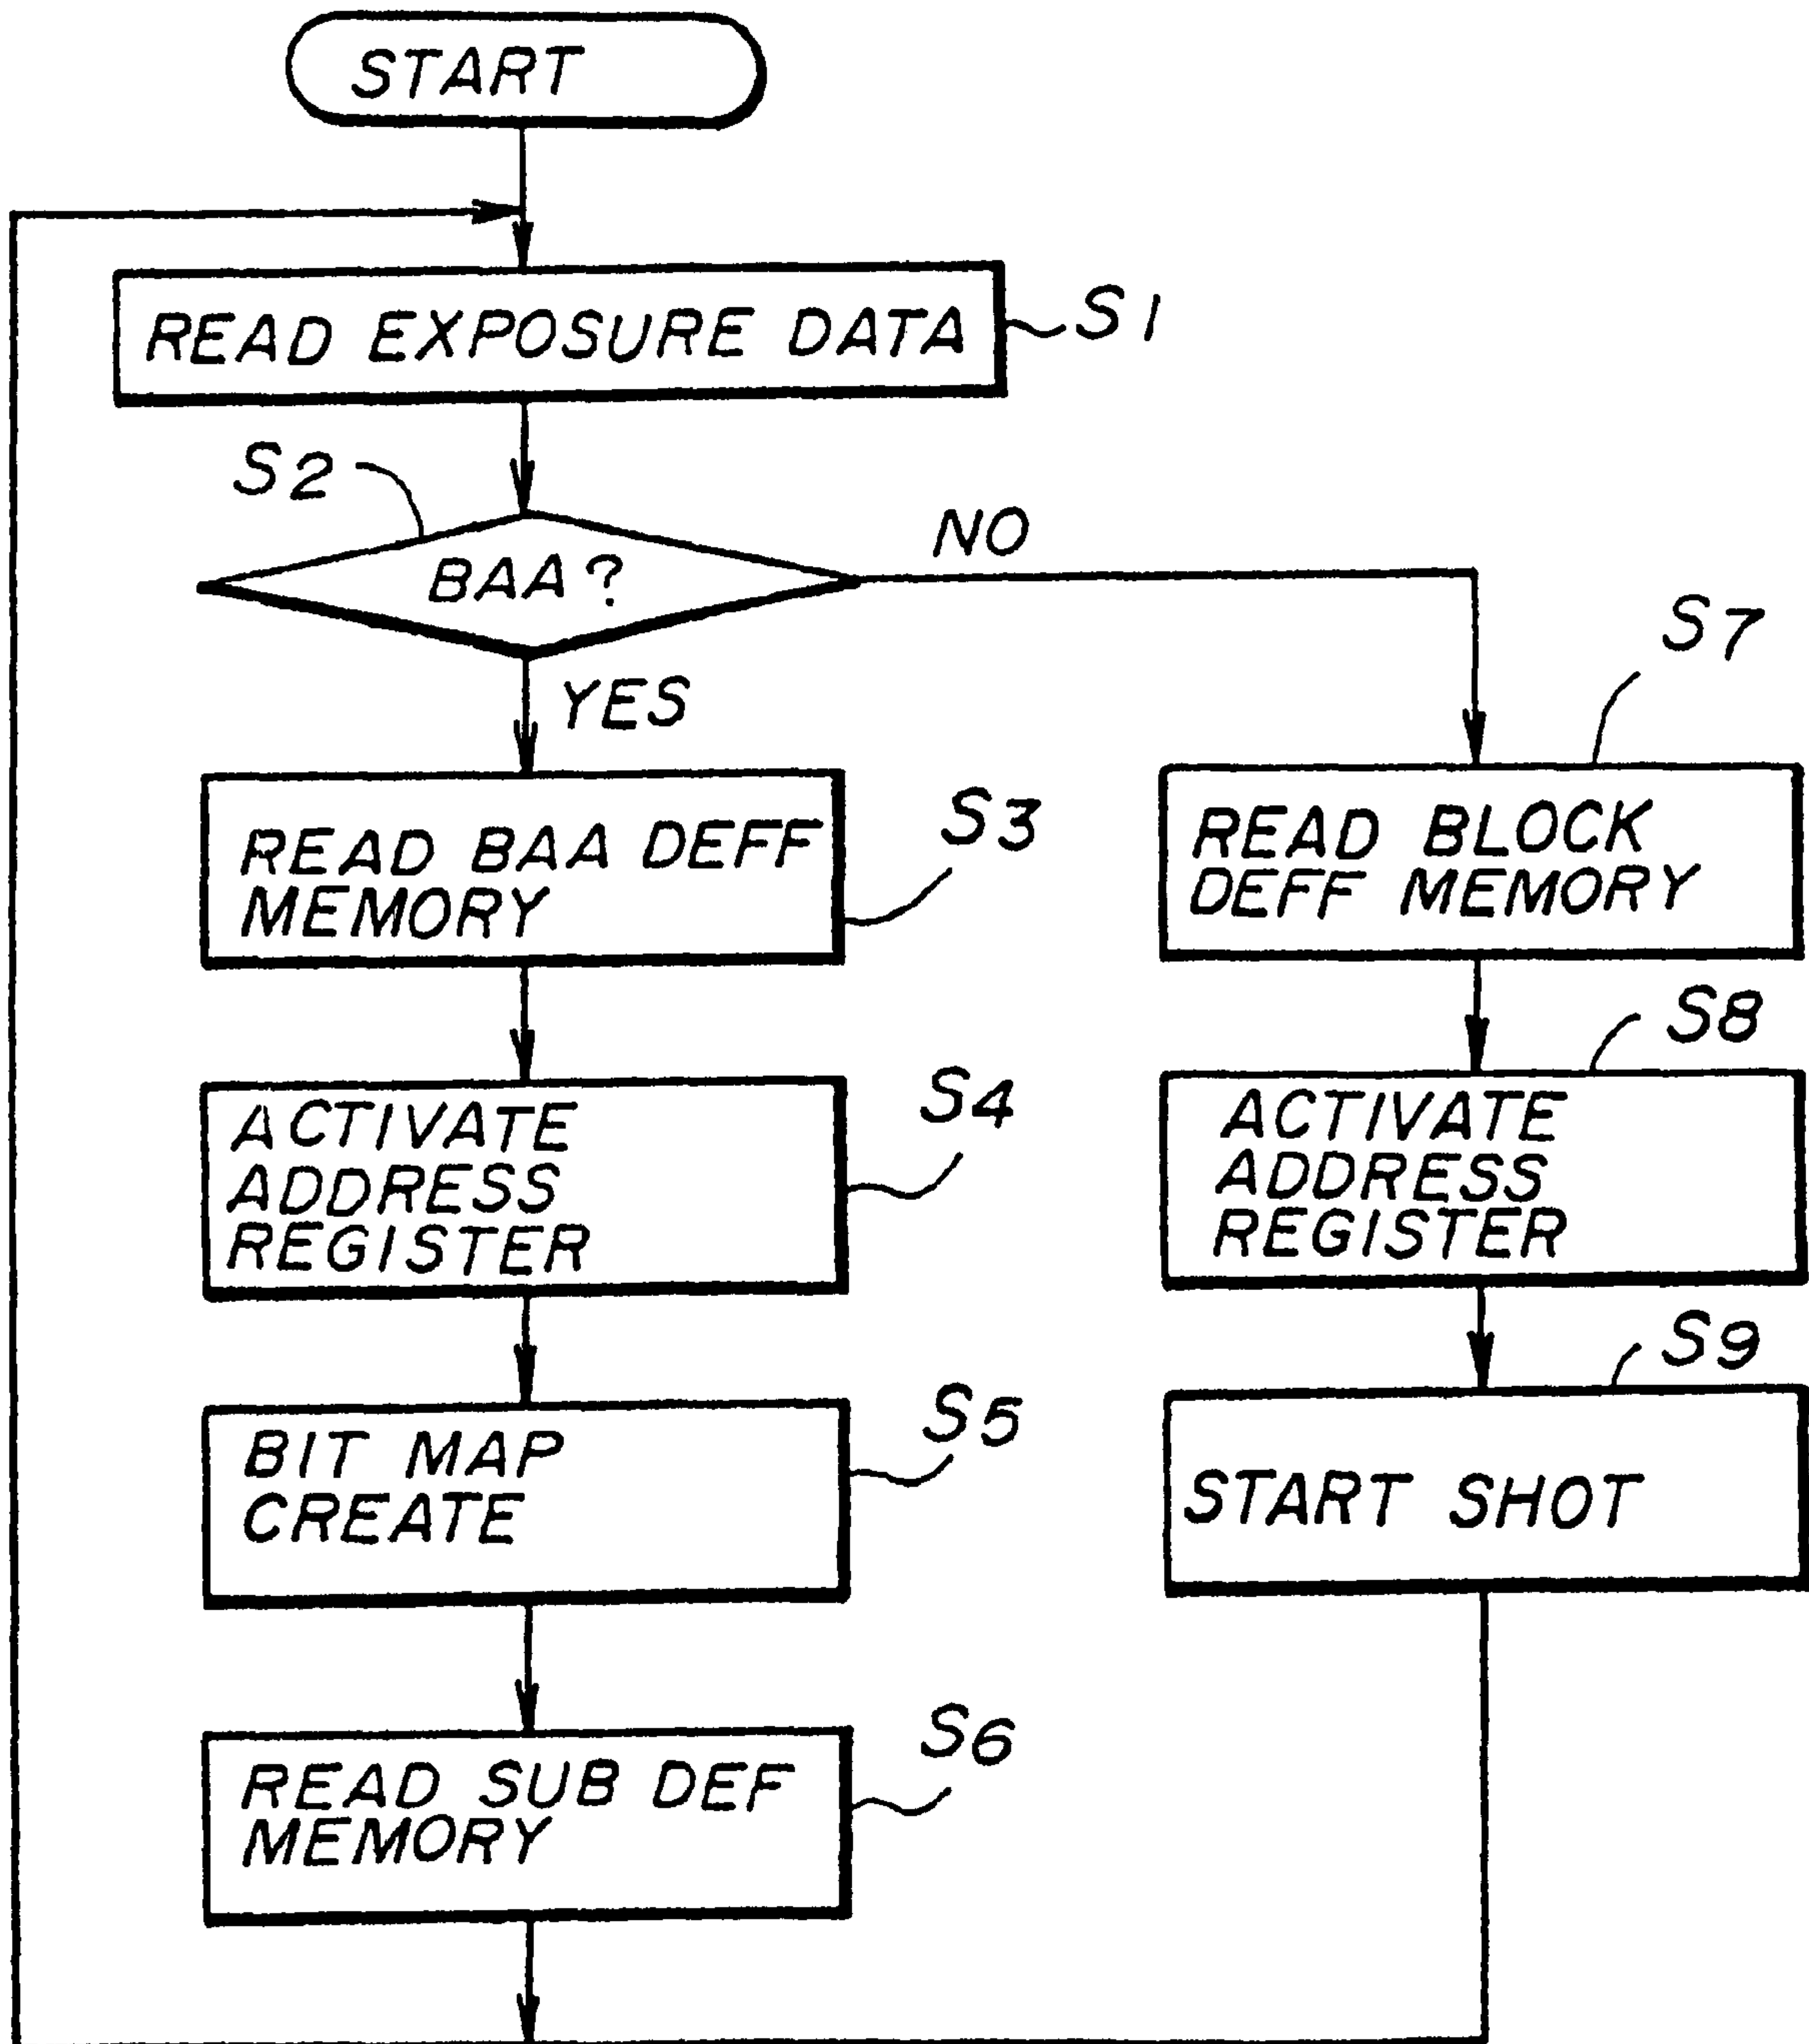 START
READ EXPOSURE DATA
S1
S2
BAA?
NO
YES
S7
READ BAA DEFF
MEMORY
S3
READ BLOCK
DEFF MEMORY
S8
ACTIVATE
ADDRESS
REGISTER
S4
ACTIVATE
ADDRESS
REGISTER
S9
BIT MAP
CREATE
S5
START SHOT
READ SUB DEF
MEMORY
S6